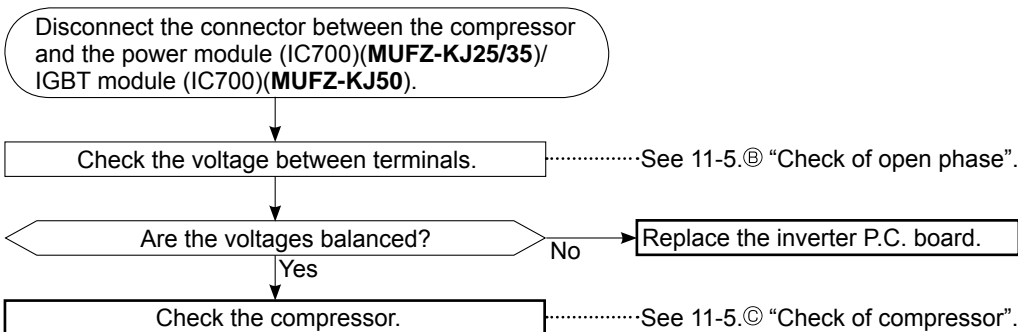 Disconnect the connector between the compressor
and the power module (IC700)(MUFZ-KJ25/35)/
IGBT module (IC700)(MUFZ-KJ50).
Check the voltage between terminals.
See 11-5.Ⓑ “Check of open phase”.
Are the voltages balanced?
No
Replace the inverter P.C. board.
Yes
Check the compressor.
See 11-5.Ⓒ “Check of compressor”.